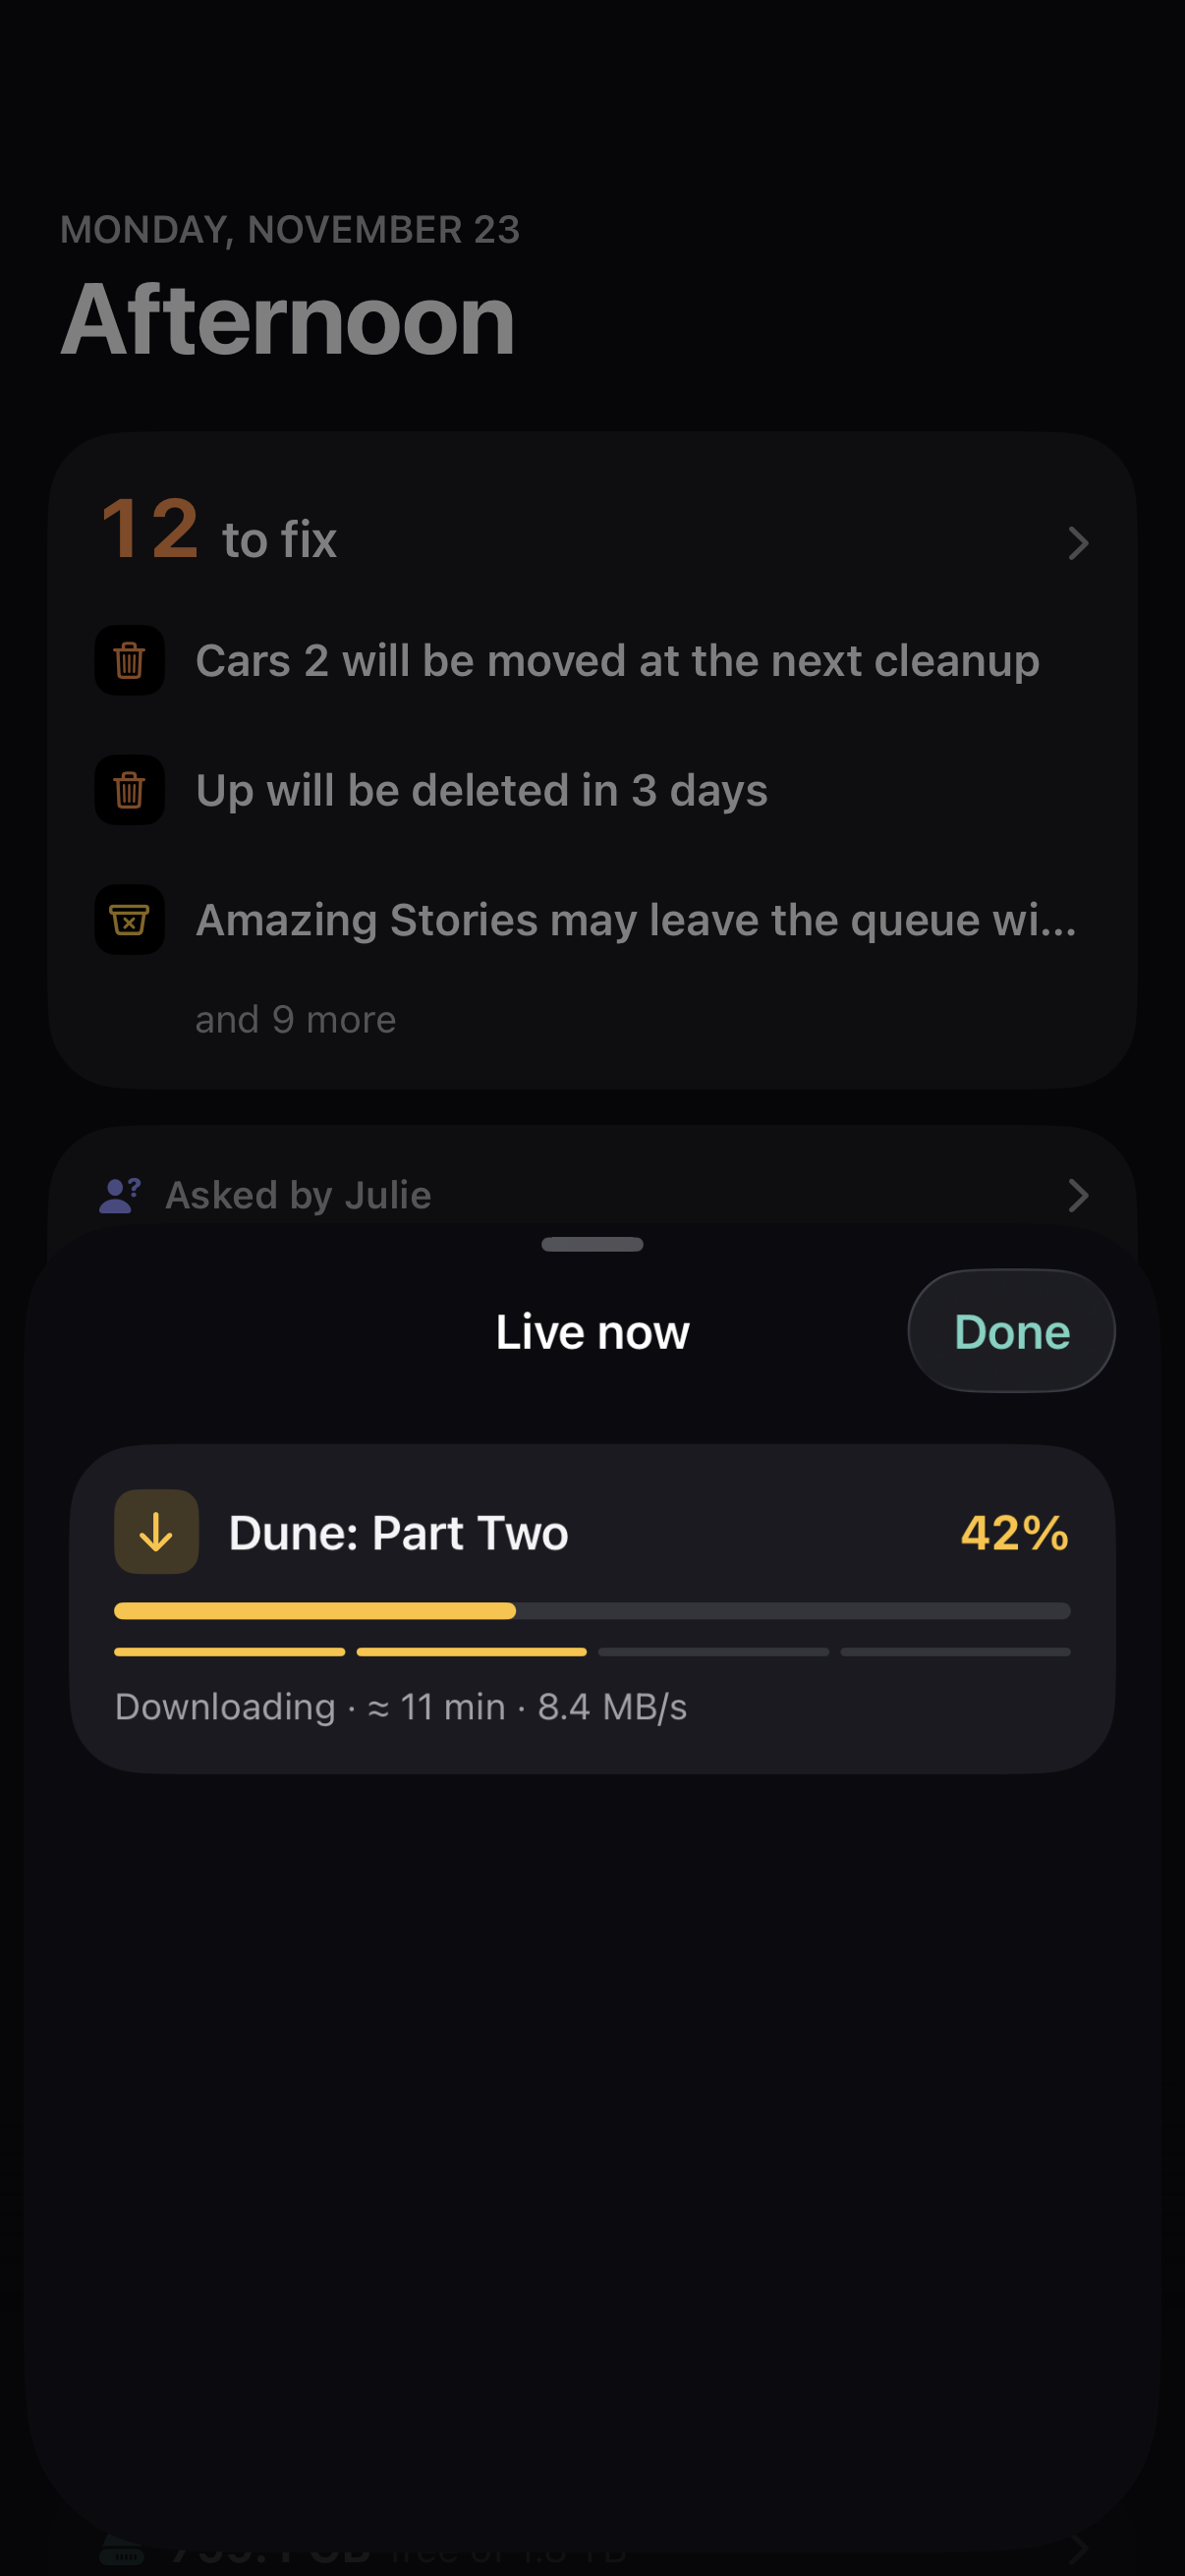 MONDAY, NOVEMBER 23
Afternoon
12 to fix
Cars 2 will be moved at the next cleanup
Up will be deleted in 3 days
Amazing Stories may leave the queue wi...
and 9 more
Asked by Julie
Live now
Done
Dune: Part Two
42%
Downloading · ≈ 11 min · 8.4 MB/s